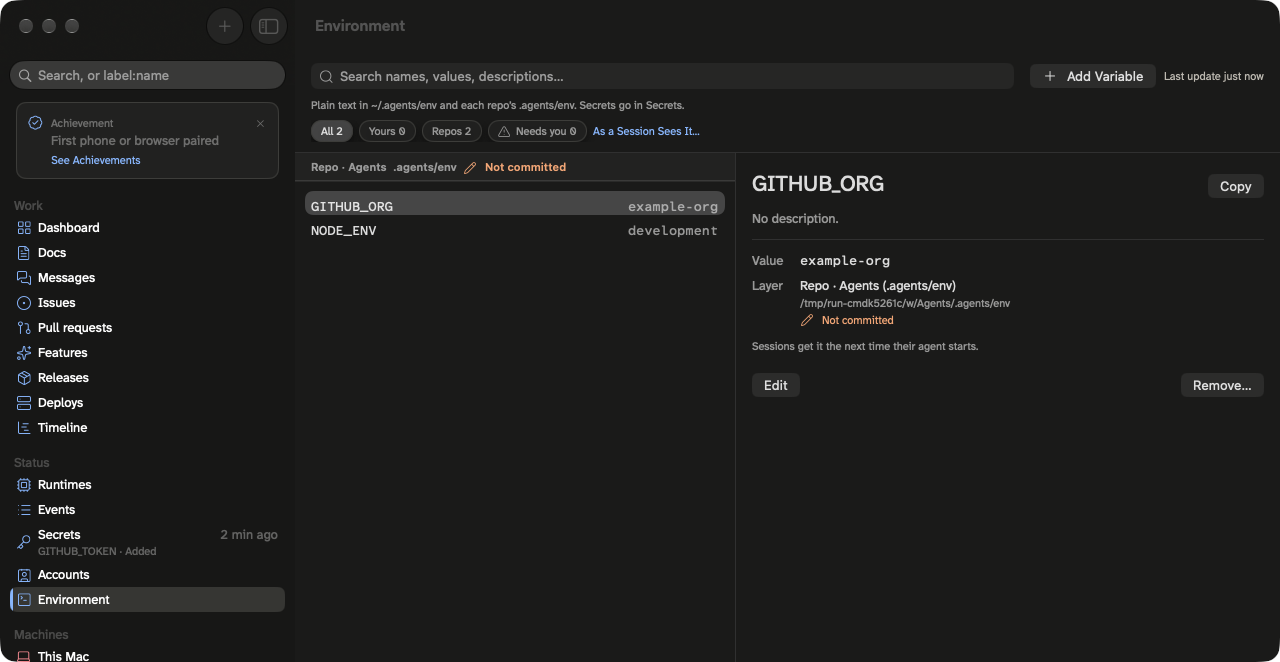 Environment
Search, or label:name
Search names, values, descriptions...
Add Variable
Last update just now
Plain text in ~/.agents/env and each repo's .agents/env. Secrets go in Secrets.
All 2
Yours 0
Repos 2
Needs you 0
As a Session Sees It...
Achievement
First phone or browser paired
See Achievements
Work
Dashboard
Docs
Messages
Issues
Pull requests
Features
Releases
Deploys
Timeline
Status
Runtimes
Events
Secrets 2 min ago
GITHUB_TOKEN · Added
Accounts
Environment
Machines
This Mac
Repo · Agents .agents/env Not committed
GITHUB_ORG example-org
NODE_ENV development
GITHUB_ORG
Copy
No description.
Value example-org
Layer Repo · Agents (.agents/env)
/tmp/run-cmdk5261c/w/Agents/.agents/env
Not committed
Sessions get it the next time their agent starts.
Edit
Remove...